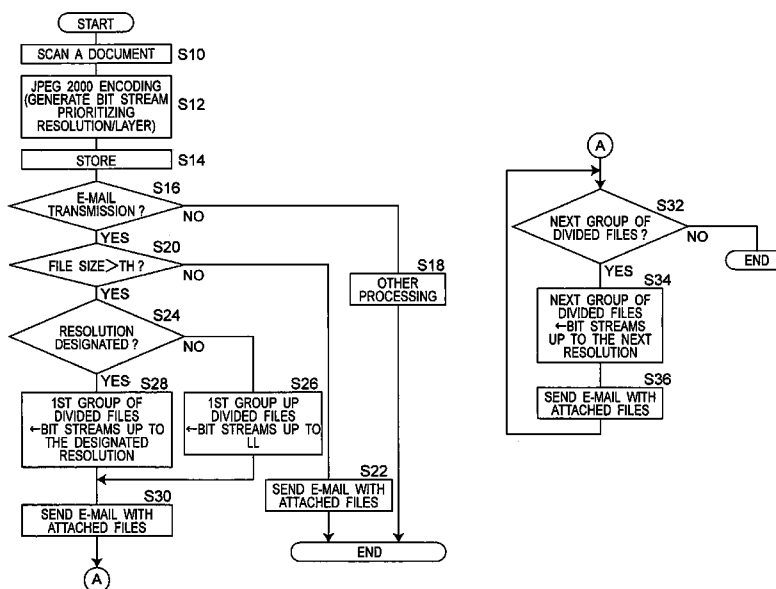 START
SCAN A DOCUMENT
S10
JPEG 2000 ENCODING
(GENERATE BIT STREAM
PRIORITIZING
RESOLUTION/LAYER)
S12
STORE
S14
S16
E-MAIL
TRANSMISSION ?
NO
YES
S20
FILE SIZE>TH ?
NO
YES
S18
OTHER
PROCESSING
S24
RESOLUTION
DESIGNATED ?
NO
YES
S28
1ST GROUP OF
DIVIDED FILES
←BIT STREAMS UP TO
THE DESIGNATED
RESOLUTION
S26
1ST GROUP UP
DIVIDED FILES
←BIT STREAMS UP TO
LL
S30
SEND E-MAIL WITH
ATTACHED FILES
S22
SEND E-MAIL WITH
ATTACHED FILES
END
A
A
S32
NEXT GROUP OF
DIVIDED FILES ?
NO
END
YES
S34
NEXT GROUP OF
DIVIDED FILES
←BIT STREAMS
UP TO THE NEXT
RESOLUTION
S36
SEND E-MAIL WITH
ATTACHED FILES